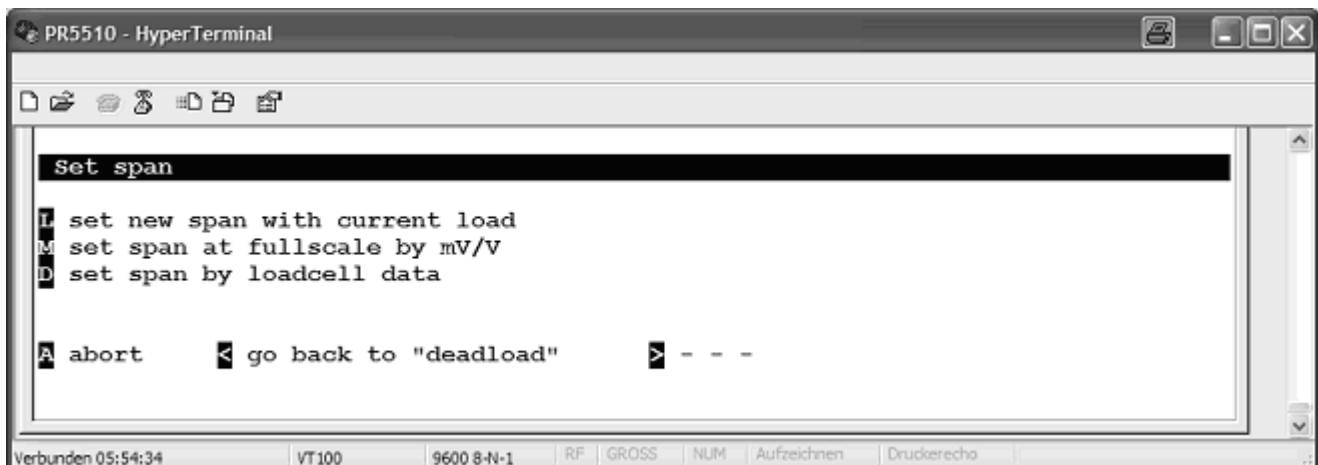 PR5510 - HyperTerminal
Set span
L set new span with current load
M set span at fullscale by mV/V
D set span by loadcell data
A abort < go back to "deadload" > - - -
Verbunden 05:54:34 VT100 9600 8-N-1 RF GROSS NUM Aufzeichnen Druckerecho